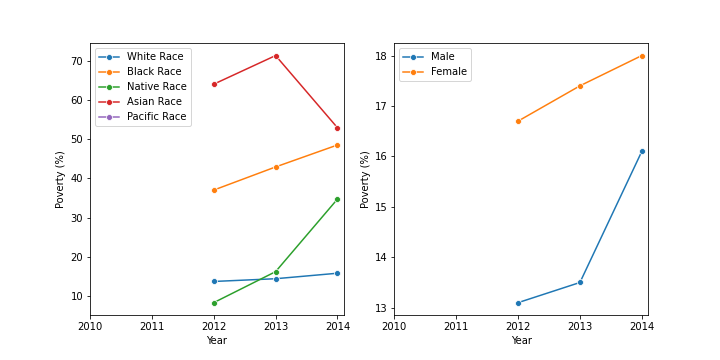 White Race
Black Race
Native Race
Asian Race
Pacific Race
70
60
50
40
30
20
10
Poverty (%)
2010 2011 2012 2013 2014
Year
Male
Female
18
17
16
15
14
13
Poverty (%)
2010 2011 2012 2013 2014
Year